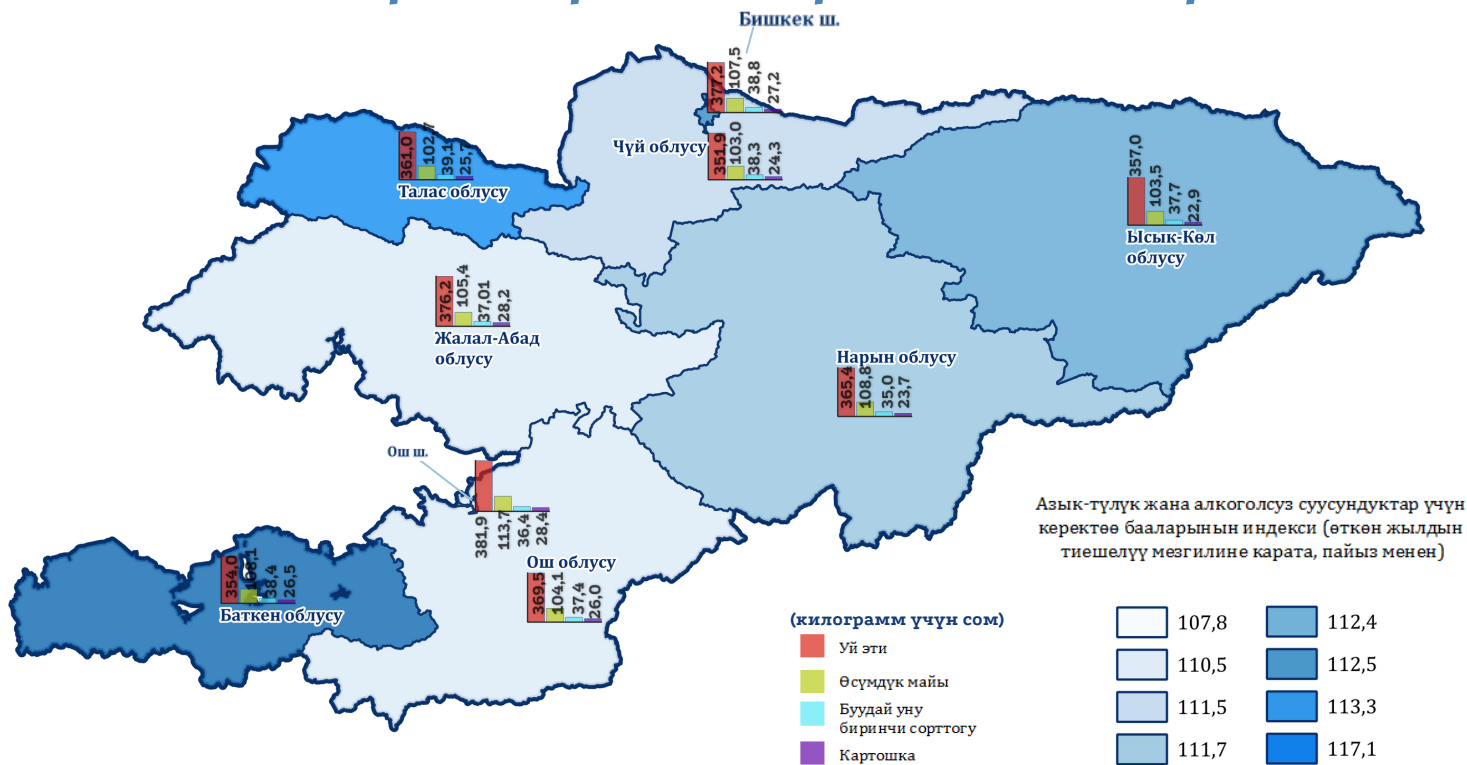 Бишкек ш.
377,2
107,5
38,8
27,2
Чүй облусу
351,9
103,0
38,3
24,3
361,0
39,1
Талас облусу
357,0
103,5
37,7
22,9
Ысык-Көл
облусу
376,2
105,4
37,01
28,2
Жалал-Абад
облусу
Нарын облусу
365,4
108,8
35,0
23,7
Ош ш.
381,9
113,7
36,4
28,4
Ош облусу
369,5
104,1
37,4
26,0
354,0
38,4
26,5
Баткен облусу
Азык-түлүк жана алкоголсуз суусундуктар үчүн
керектөө бааларынын индекси (өткөн жылдын
тиешелүү мезгилине карата, пайыз менен)
(килограмм үчүн сом)
Уй эти
Өсүмдүк майы
Буудай уну
биринчи сорттогу
Картошка
107,8
110,5
111,5
111,7
112,4
112,5
113,3
117,1